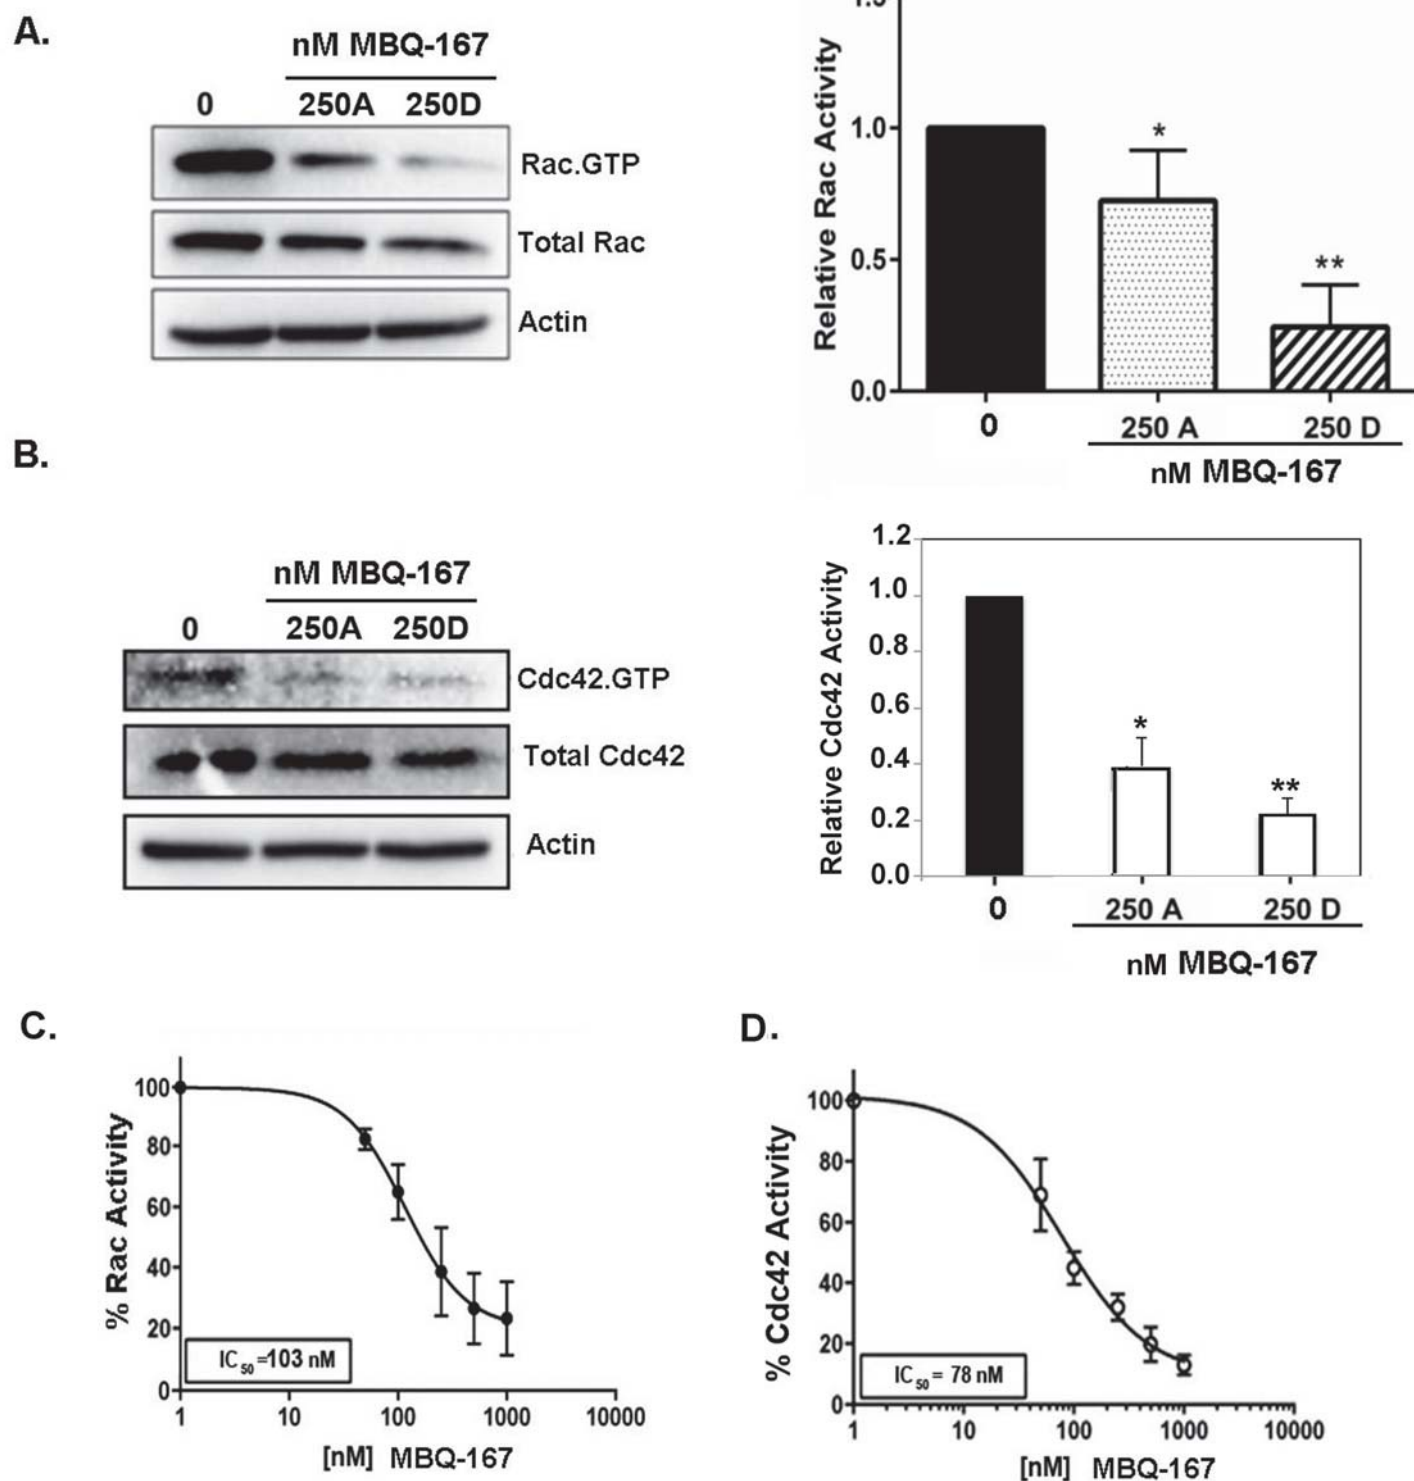 A.
nM MBQ-167
0 250A 250D
Rac.GTP
Total Rac
Actin
Relative Rac Activity
1.0
0.5
0.0
*
**
0 250 A 250 D
nM MBQ-167
B.
nM MBQ-167
0 250A 250D
Cdc42.GTP
Total Cdc42
Actin
Relative Cdc42 Activity
1.2
1.0
0.8
0.6
0.4
0.2
0.0
*
**
0 250 A 250 D
nM MBQ-167
C.
% Rac Activity
100
80
60
40
20
0
IC50=103 nM
1 10 100 1000 10000
[nM] MBQ-167
D.
% Cdc42 Activity
100
80
60
40
20
0
IC50= 78 nM
1 10 100 1000 10000
[nM] MBQ-167